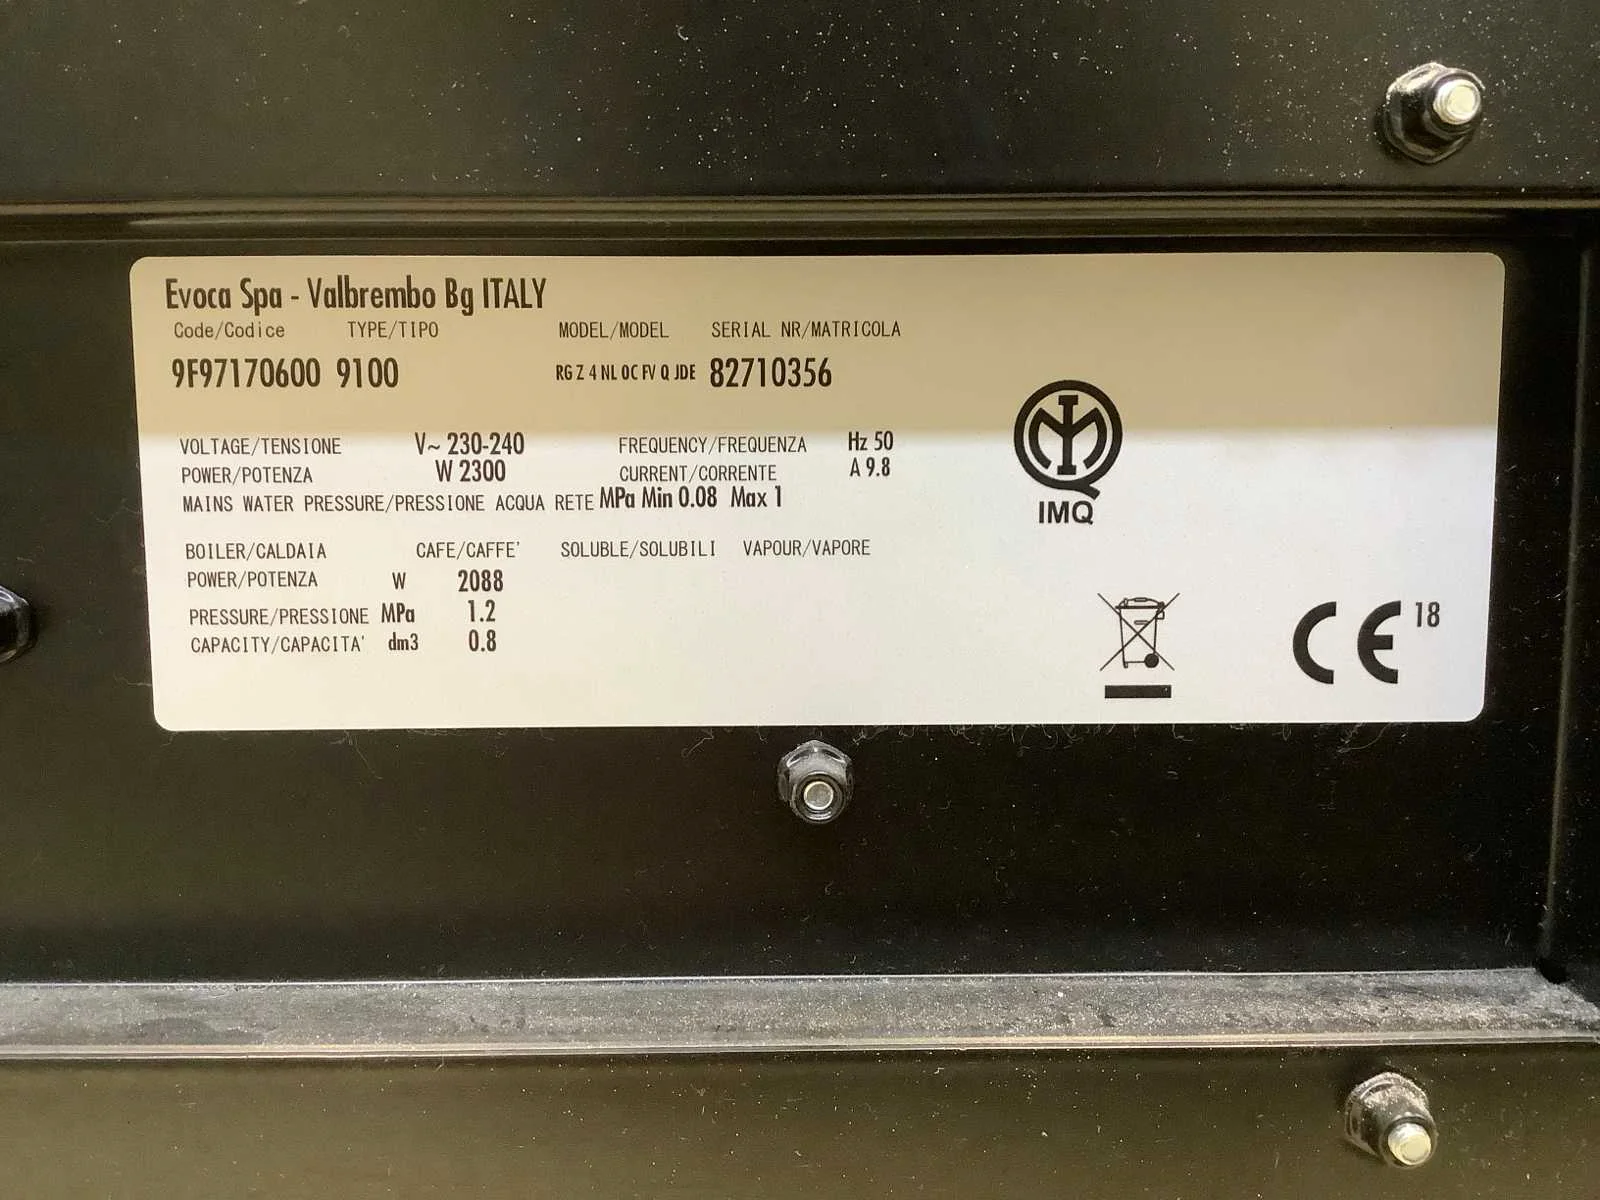 Evoca Spa - Valbrembo Bg ITALY
Code/Codice TYPE/TIPO MODEL/MODEL SERIAL NR/MATRICOLA
9F97170600 9100 RG Z 4 NL OC FV Q JDE 82710356
VOLTAGE/TENSIONE V~ 230-240 FREQUENCY/FREQUENZA Hz 50
POWER/POTENZA W 2300 CURRENT/CORRENTE A 9.8
MAINS WATER PRESSURE/PRESSIONE ACQUA RETE MPa Min 0.08 Max 1
IMQ
BOILER/CALDAIA CAFE/CAFFE' SOLUBLE/SOLUBILI VAPOUR/VAPORE
POWER/POTENZA W 2088
PRESSURE/PRESSIONE MPa 1.2
CAPACITY/CAPACITA' dm3 0.8
CE 18